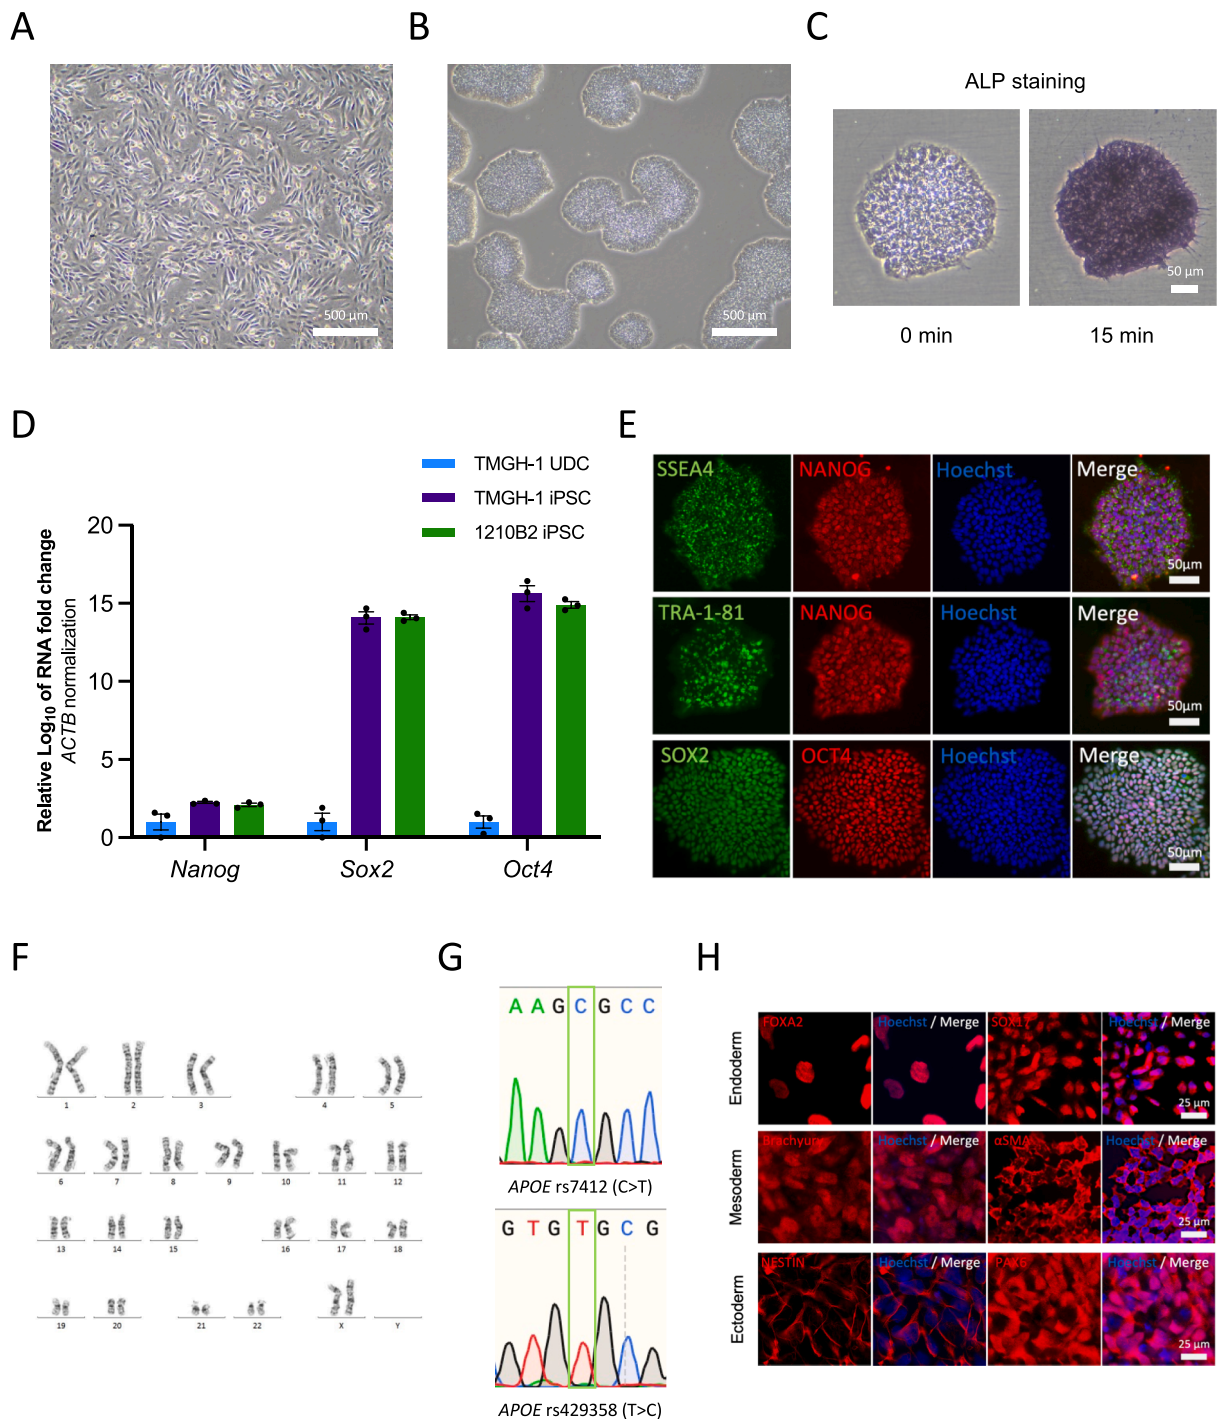 A
B
C
ALP staining
500 µm
500 µm
50 µm
0 min
15 min
D
TMGH-1 UDC
TMGH-1 iPSC
1210B2 iPSC
Relative Log10 of RNA fold change
ACTB normalization
20
15
10
5
0
Nanog
Sox2
Oct4
E
SSEA4
NANOG
Hoechst
Merge
50µm
TRA-1-81
NANOG
Hoechst
Merge
50µm
SOX2
OCT4
Hoechst
Merge
50µm
F
1 2 3 4 5
6 7 8 9 10 11 12
13 14 15 16 17 18
19 20 21 22 X Y
G
A A G C G C C
APOE rs7412 (C>T)
G T G T G C G
APOE rs429358 (T>C)
H
Endoderm
FOXA2
Hoechst / Merge
SOX17
Hoechst / Merge
25 µm
Mesoderm
Brachyury
Hoechst / Merge
αSMA
Hoechst / Merge
25 µm
Ectoderm
NESTIN
Hoechst / Merge
PAX6
Hoechst / Merge
25 µm